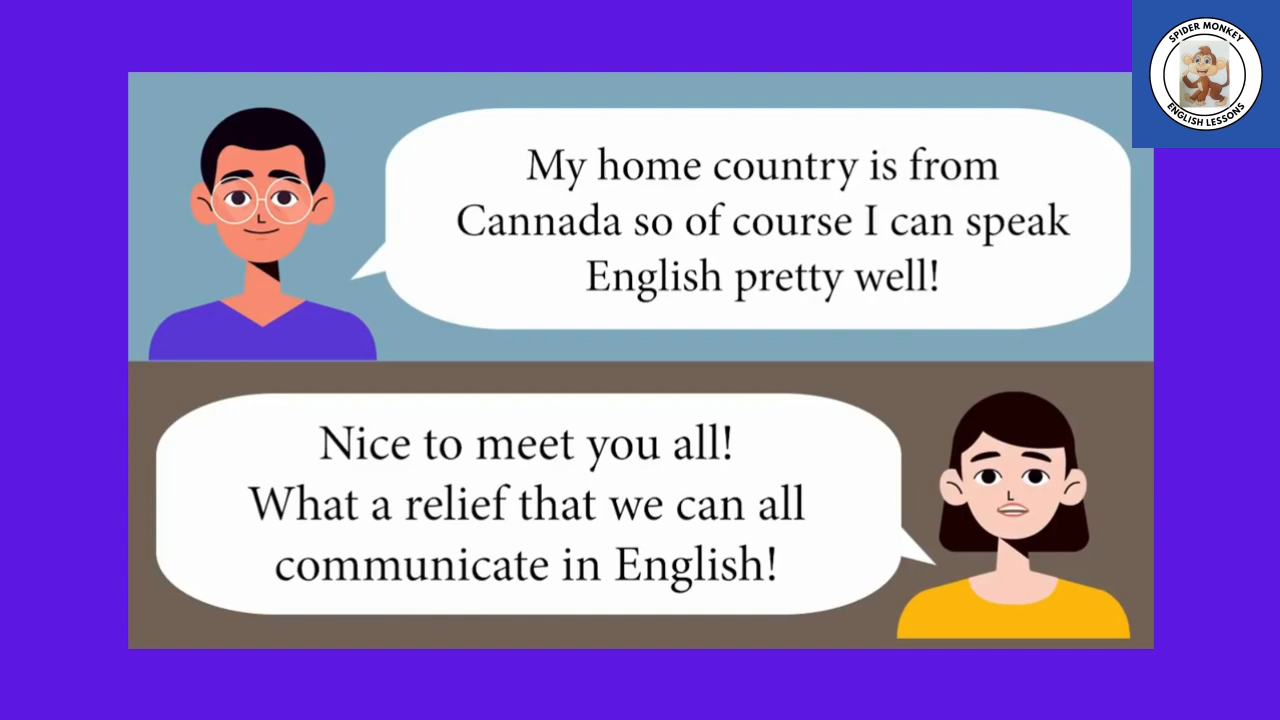 SPIDER MONKEY
ENGLISH LESSONS
My home country is from
Cannada so of course I can speak
English pretty well!
Nice to meet you all!
What a relief that we can all
communicate in English!